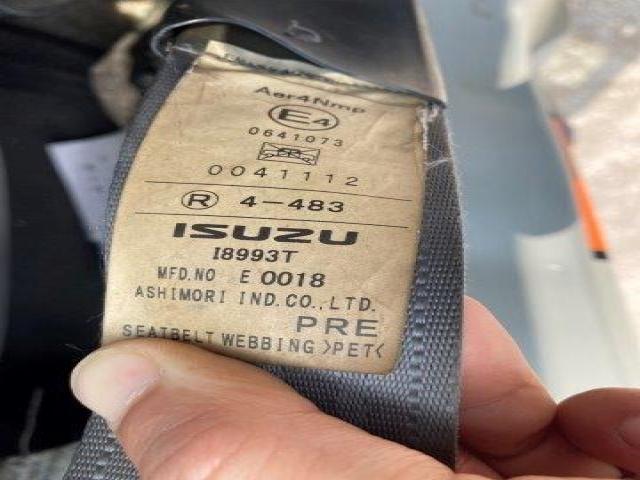 Aer4Nmp
E4
0641073
0041112
R 4-483
ISUZU
I8993T
MFD.NO E 0018
ASHIMORI IND.CO.,LTD.
PRE
SEATBELT WEBBING >PET<